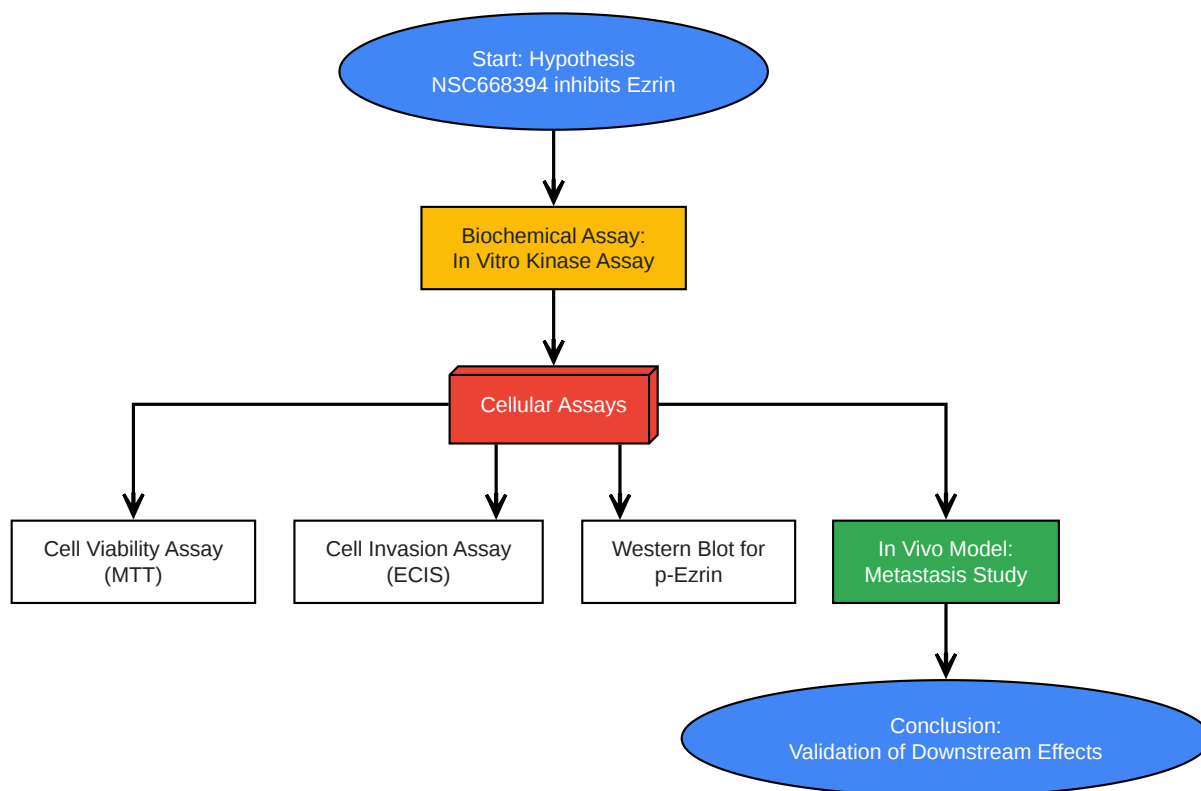 Start: Hypothesis
NSC668394 inhibits Ezrin
Biochemical Assay:
In Vitro Kinase Assay
Cellular Assays
Cell Viability Assay
(MTT)
Cell Invasion Assay
(ECIS)
Western Blot for
p-Ezrin
In Vivo Model:
Metastasis Study
Conclusion:
Validation of Downstream Effects